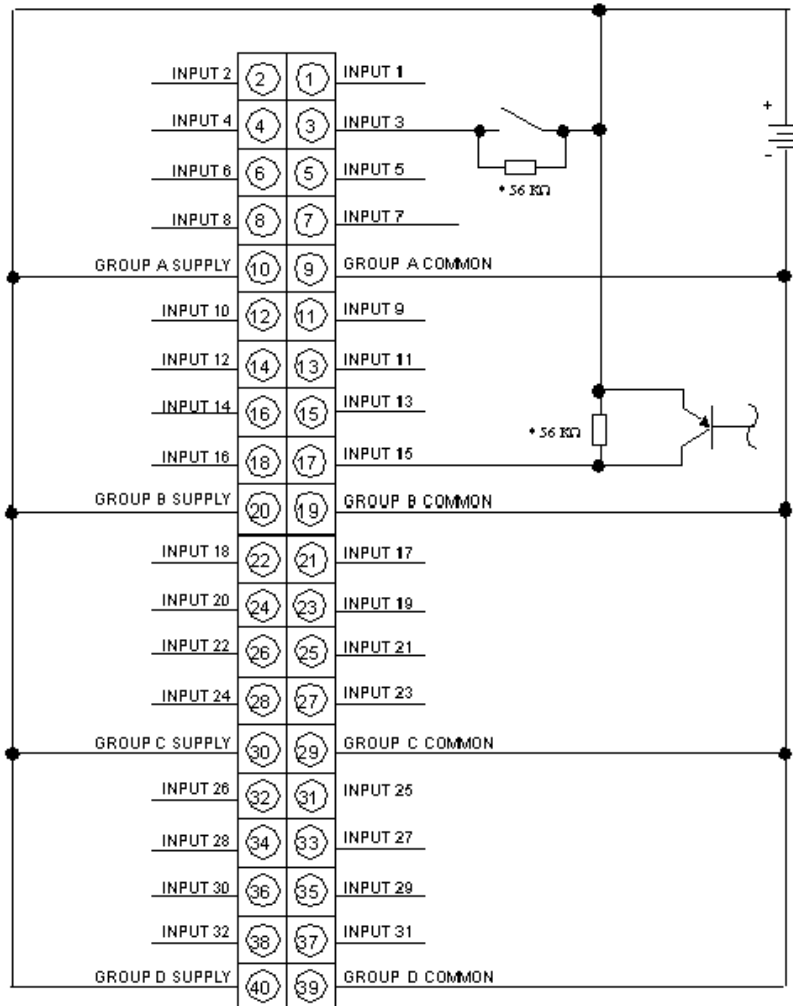 INPUT 2 2 1 INPUT 1
+
INPUT 4 4 3 INPUT 3
-
INPUT 6 6 5 INPUT 5
* 56 KΩ
INPUT 8 8 7 INPUT 7
GROUP A SUPPLY 10 9 GROUP A COMMON
INPUT 10 12 11 INPUT 9
INPUT 12 14 13 INPUT 11
INPUT 14 16 15 INPUT 13
* 56 KΩ
INPUT 16 18 17 INPUT 15
GROUP B SUPPLY 20 19 GROUP B COMMON
INPUT 18 22 21 INPUT 17
INPUT 20 24 23 INPUT 19
INPUT 22 26 25 INPUT 21
INPUT 24 28 27 INPUT 23
GROUP C SUPPLY 30 29 GROUP C COMMON
INPUT 26 32 31 INPUT 25
INPUT 28 34 33 INPUT 27
INPUT 30 36 35 INPUT 29
INPUT 32 38 37 INPUT 31
GROUP D SUPPLY 40 39 GROUP D COMMON